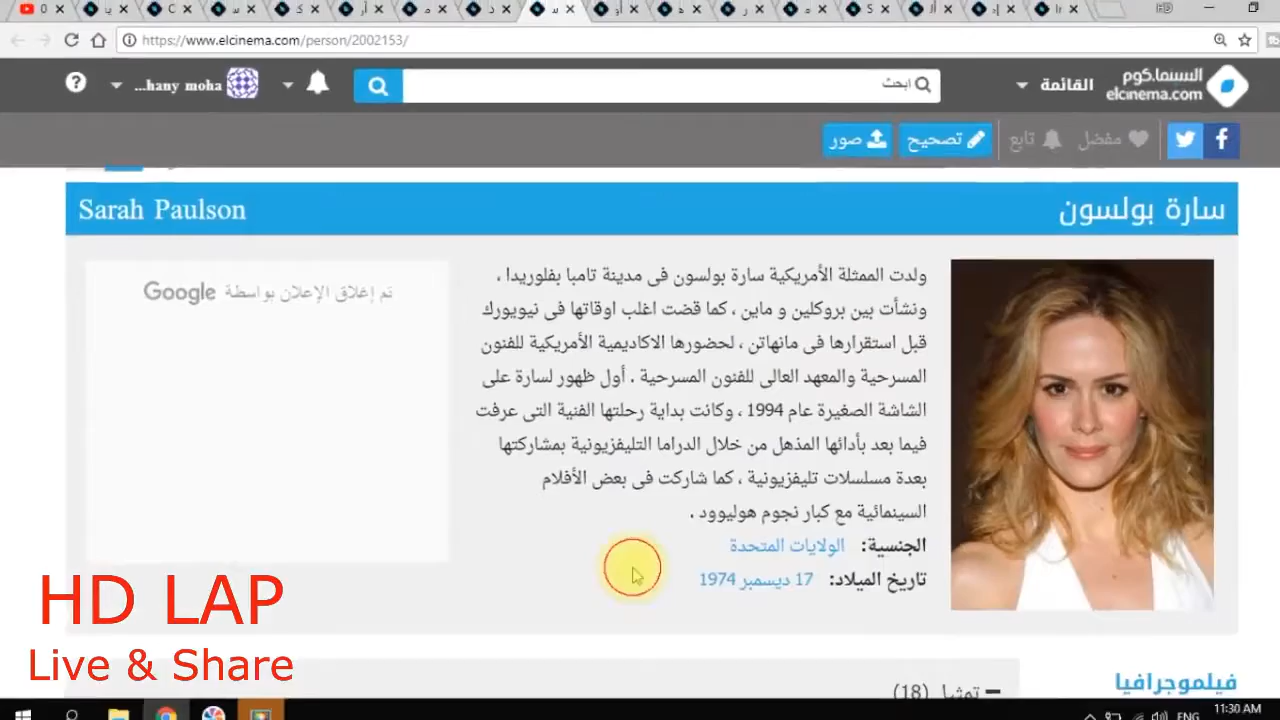 https://www.elcinema.com/person/2002153/
السينما.كوم
elcinema.com
القائمة
ابحث
hany moha...
مفضل
تابع
تصحيح
صور
سارة بولسون
Sarah Paulson
ولدت الممثلة الأمريكية سارة بولسون فى مدينة تامبا بفلوريدا ،
ونشأت بين بروكلين و ماين ، كما قضت اغلب اوقاتها فى نيويورك
قبل استقرارها فى مانهاتن ، لحضورها الاكاديمية الأمريكية للفنون
المسرحية والمعهد العالى للفنون المسرحية . أول ظهور لسارة على
الشاشة الصغيرة عام 1994 ، وكانت بداية رحلتها الفنية التى عرفت
فيما بعد بأدائها المذهل من خلال الدراما التليفزيونية بمشاركتها
بعدة مسلسلات تليفزيونية ، كما شاركت فى بعض الأفلام
السينمائية مع كبار نجوم هوليوود .
الجنسية: الولايات المتحدة
تاريخ الميلاد: 17 ديسمبر 1974
تم إغلاق الإعلان بواسطة Google
HD LAP
Live & Share
فيلموجرافيا
تمثيل (18)
ENG
11:30 AM